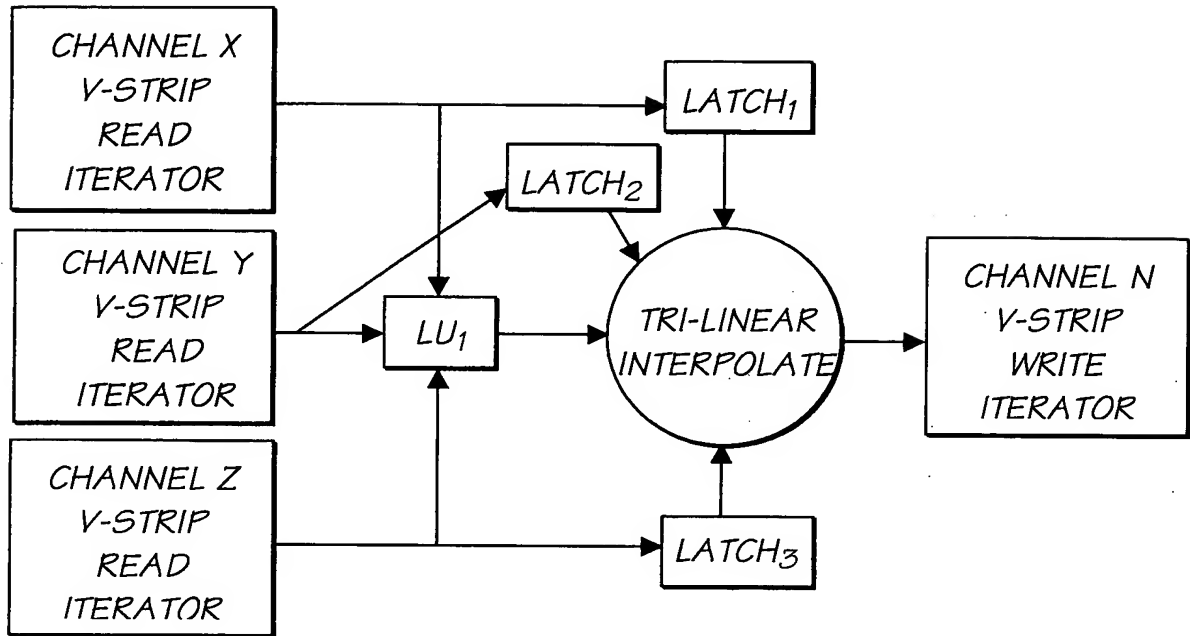 CHANNEL X
V-STRIP
READ
ITERATOR
LATCH₁
LATCH₂
CHANNEL Y
V-STRIP
READ
ITERATOR
LU₁
TRI-LINEAR
INTERPOLATE
CHANNEL N
V-STRIP
WRITE
ITERATOR
CHANNEL Z
V-STRIP
READ
ITERATOR
LATCH₃